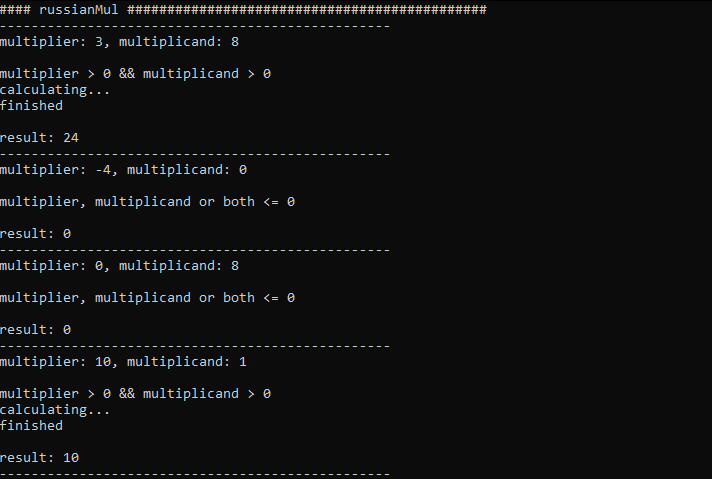 #### russianMul #############################################
-------------------------------------------------
multiplier: 3, multiplicand: 8
multiplier > 0 && multiplicand > 0
calculating...
finished
result: 24
-------------------------------------------------
multiplier: -4, multiplicand: 0
multiplier, multiplicand or both <= 0
result: 0
-------------------------------------------------
multiplier: 0, multiplicand: 8
multiplier, multiplicand or both <= 0
result: 0
-------------------------------------------------
multiplier: 10, multiplicand: 1
multiplier > 0 && multiplicand > 0
calculating...
finished
result: 10
-------------------------------------------------